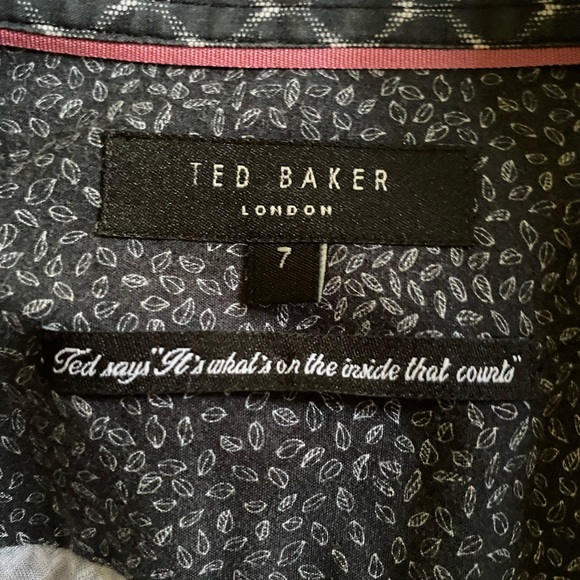 TED BAKER
LONDON
7
Ted says "It's what's on the inside that counts"